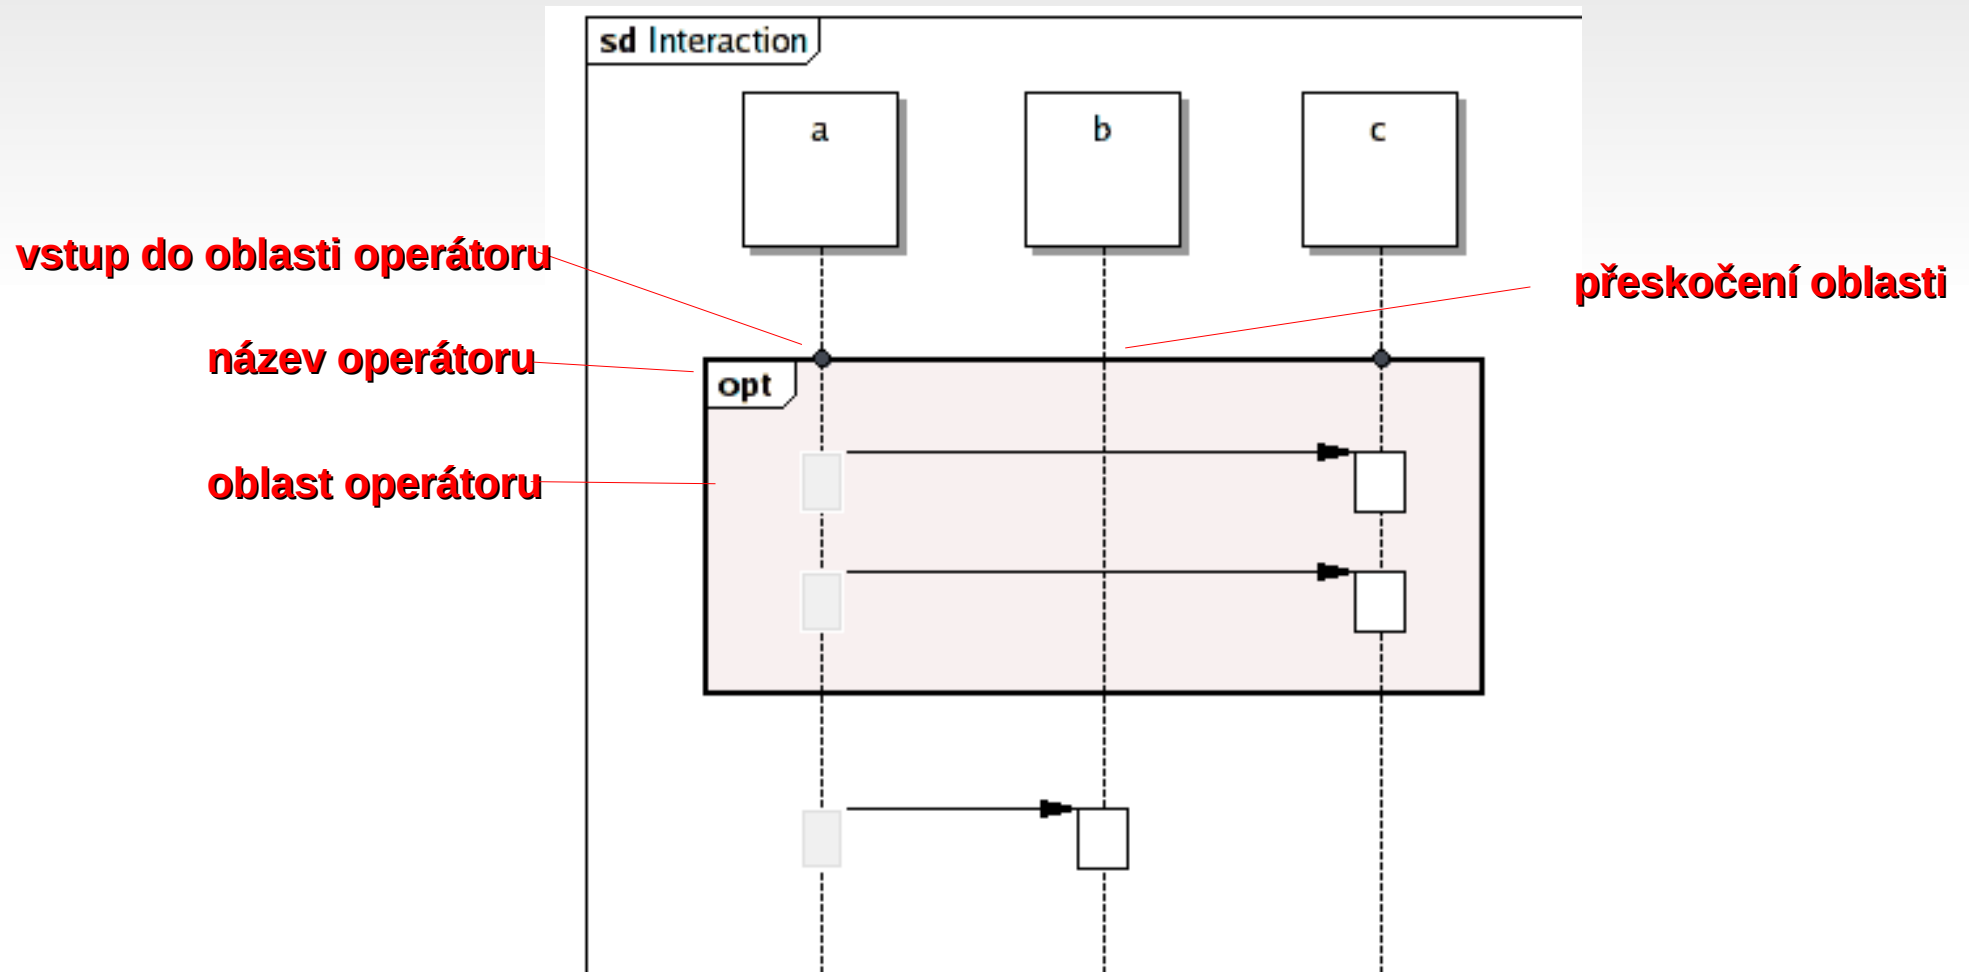 sd Interaction
a
b
c
vstup do oblasti operátoru
přeskočení oblasti
název operátoru
opt
oblast operátoru